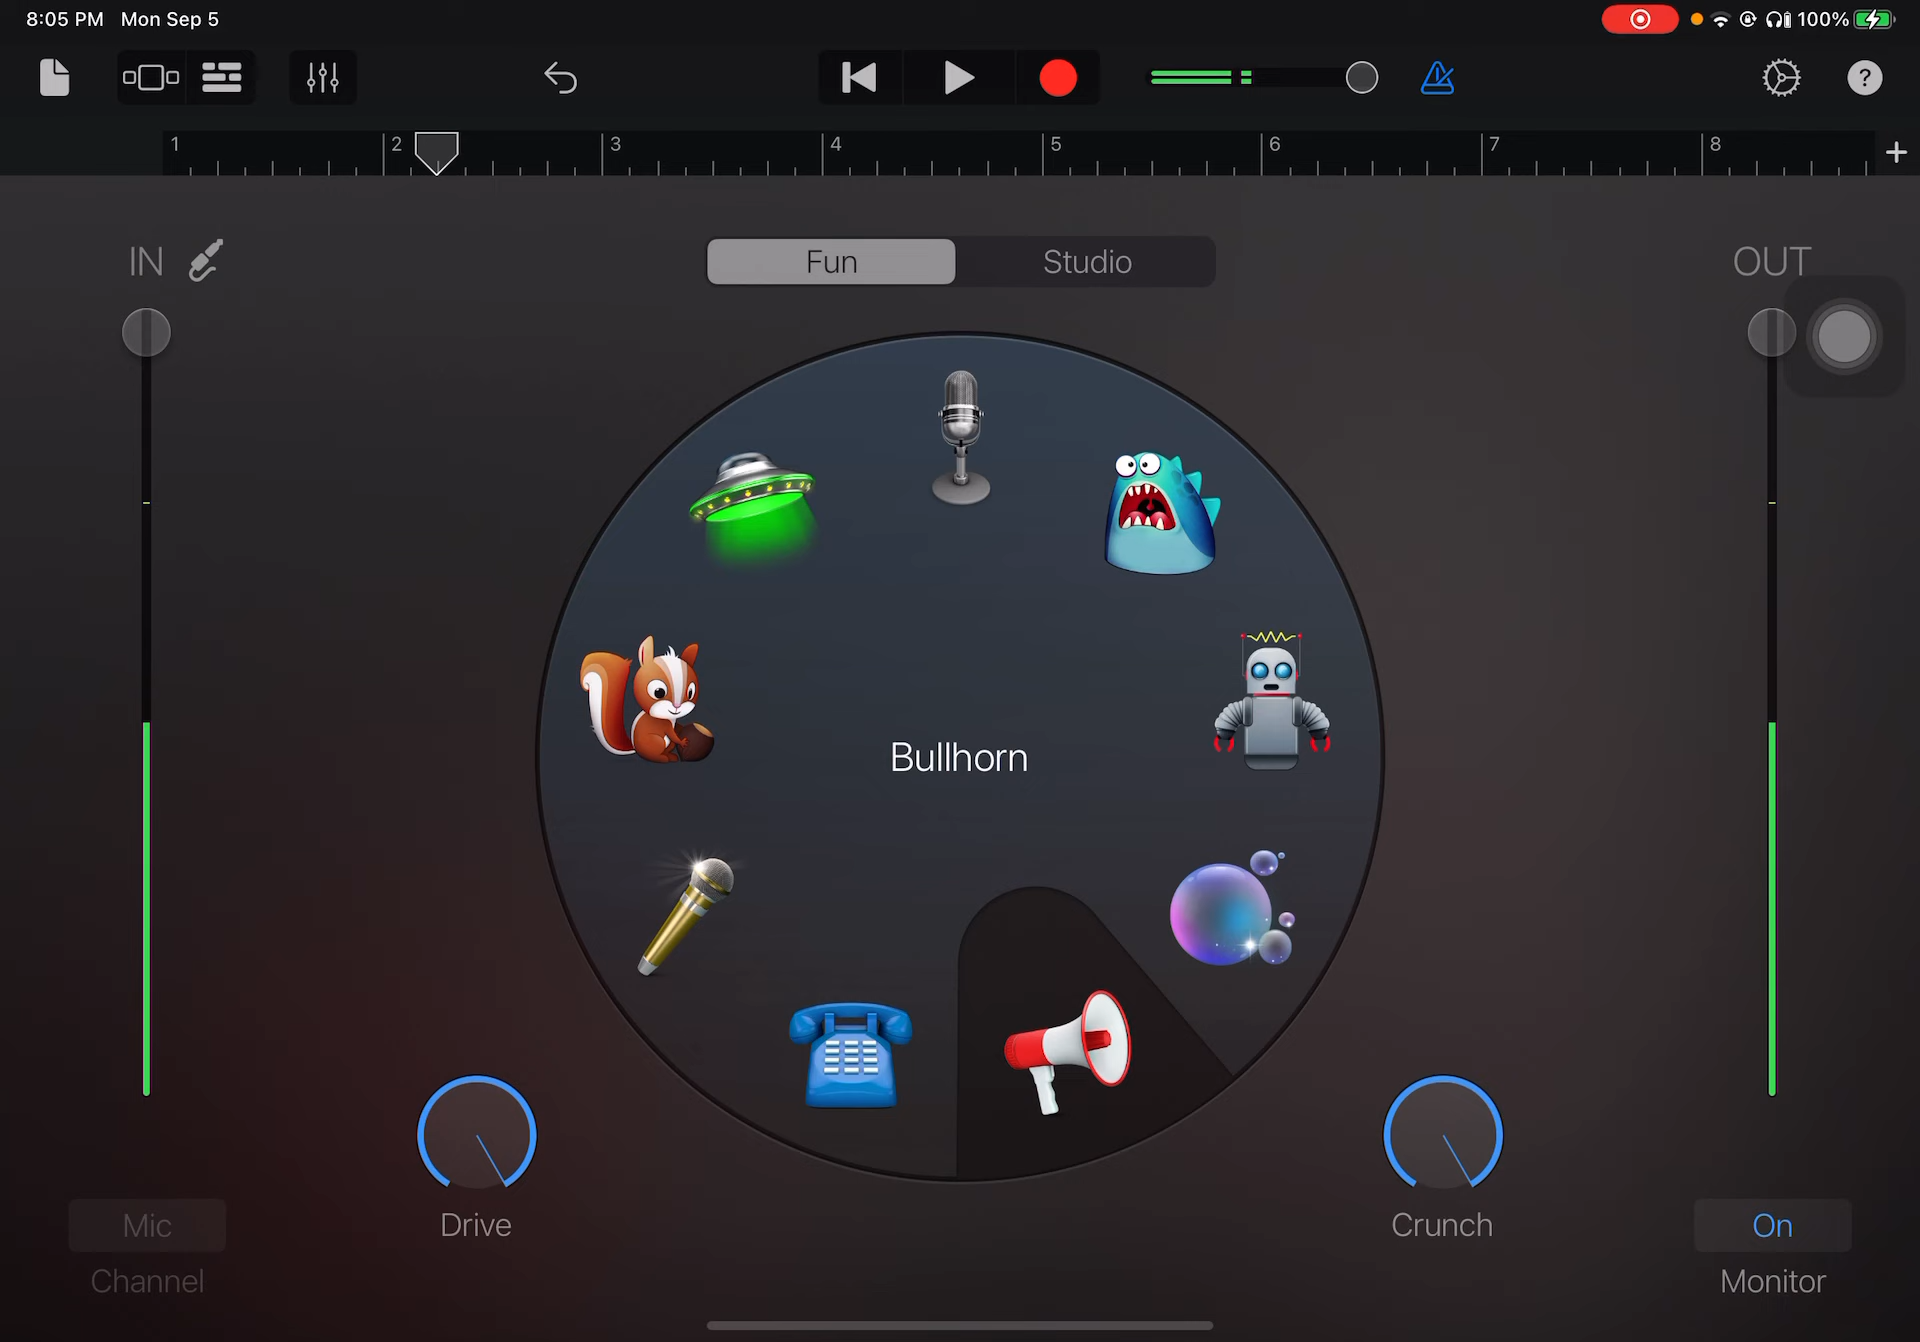 8:05 PM Mon Sep 5
100%
?
1 2 3 4 5 6 7 8 +
IN
Fun Studio
OUT
Bullhorn
Mic
Drive
Crunch
On
Channel
Monitor